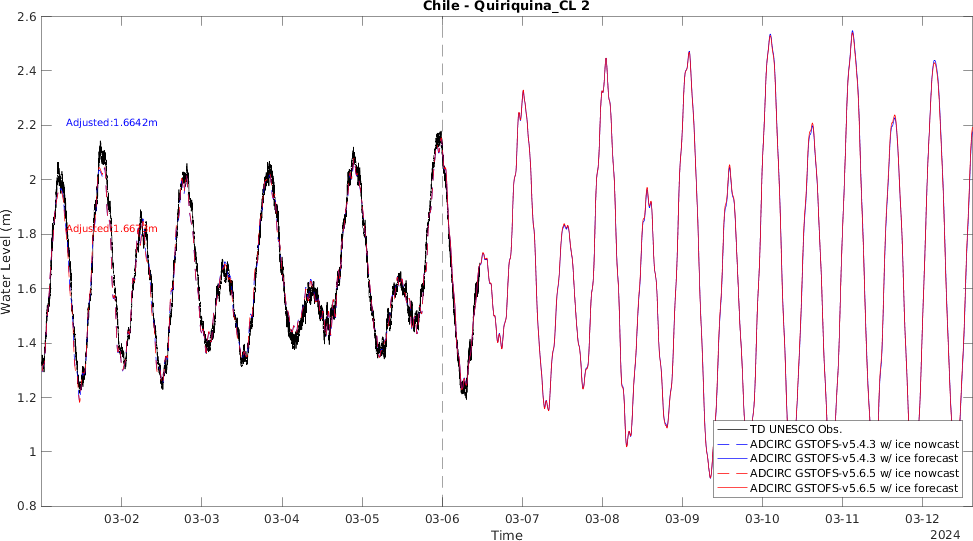 Chile - Quiriquina_CL 2
Water Level (m)
2.6
2.4
2.2
2
1.8
1.6
1.4
1.2
1
0.8
Adjusted:1.6642m
TD UNESCO Obs.
ADCIRC GSTOFS-v5.4.3 w/ ice nowcast
ADCIRC GSTOFS-v5.4.3 w/ ice forecast
ADCIRC GSTOFS-v5.6.5 w/ ice nowcast
ADCIRC GSTOFS-v5.6.5 w/ ice forecast
03-02 03-03 03-04 03-05 03-06 03-07 03-08 03-09 03-10 03-11 03-12
Time
2024